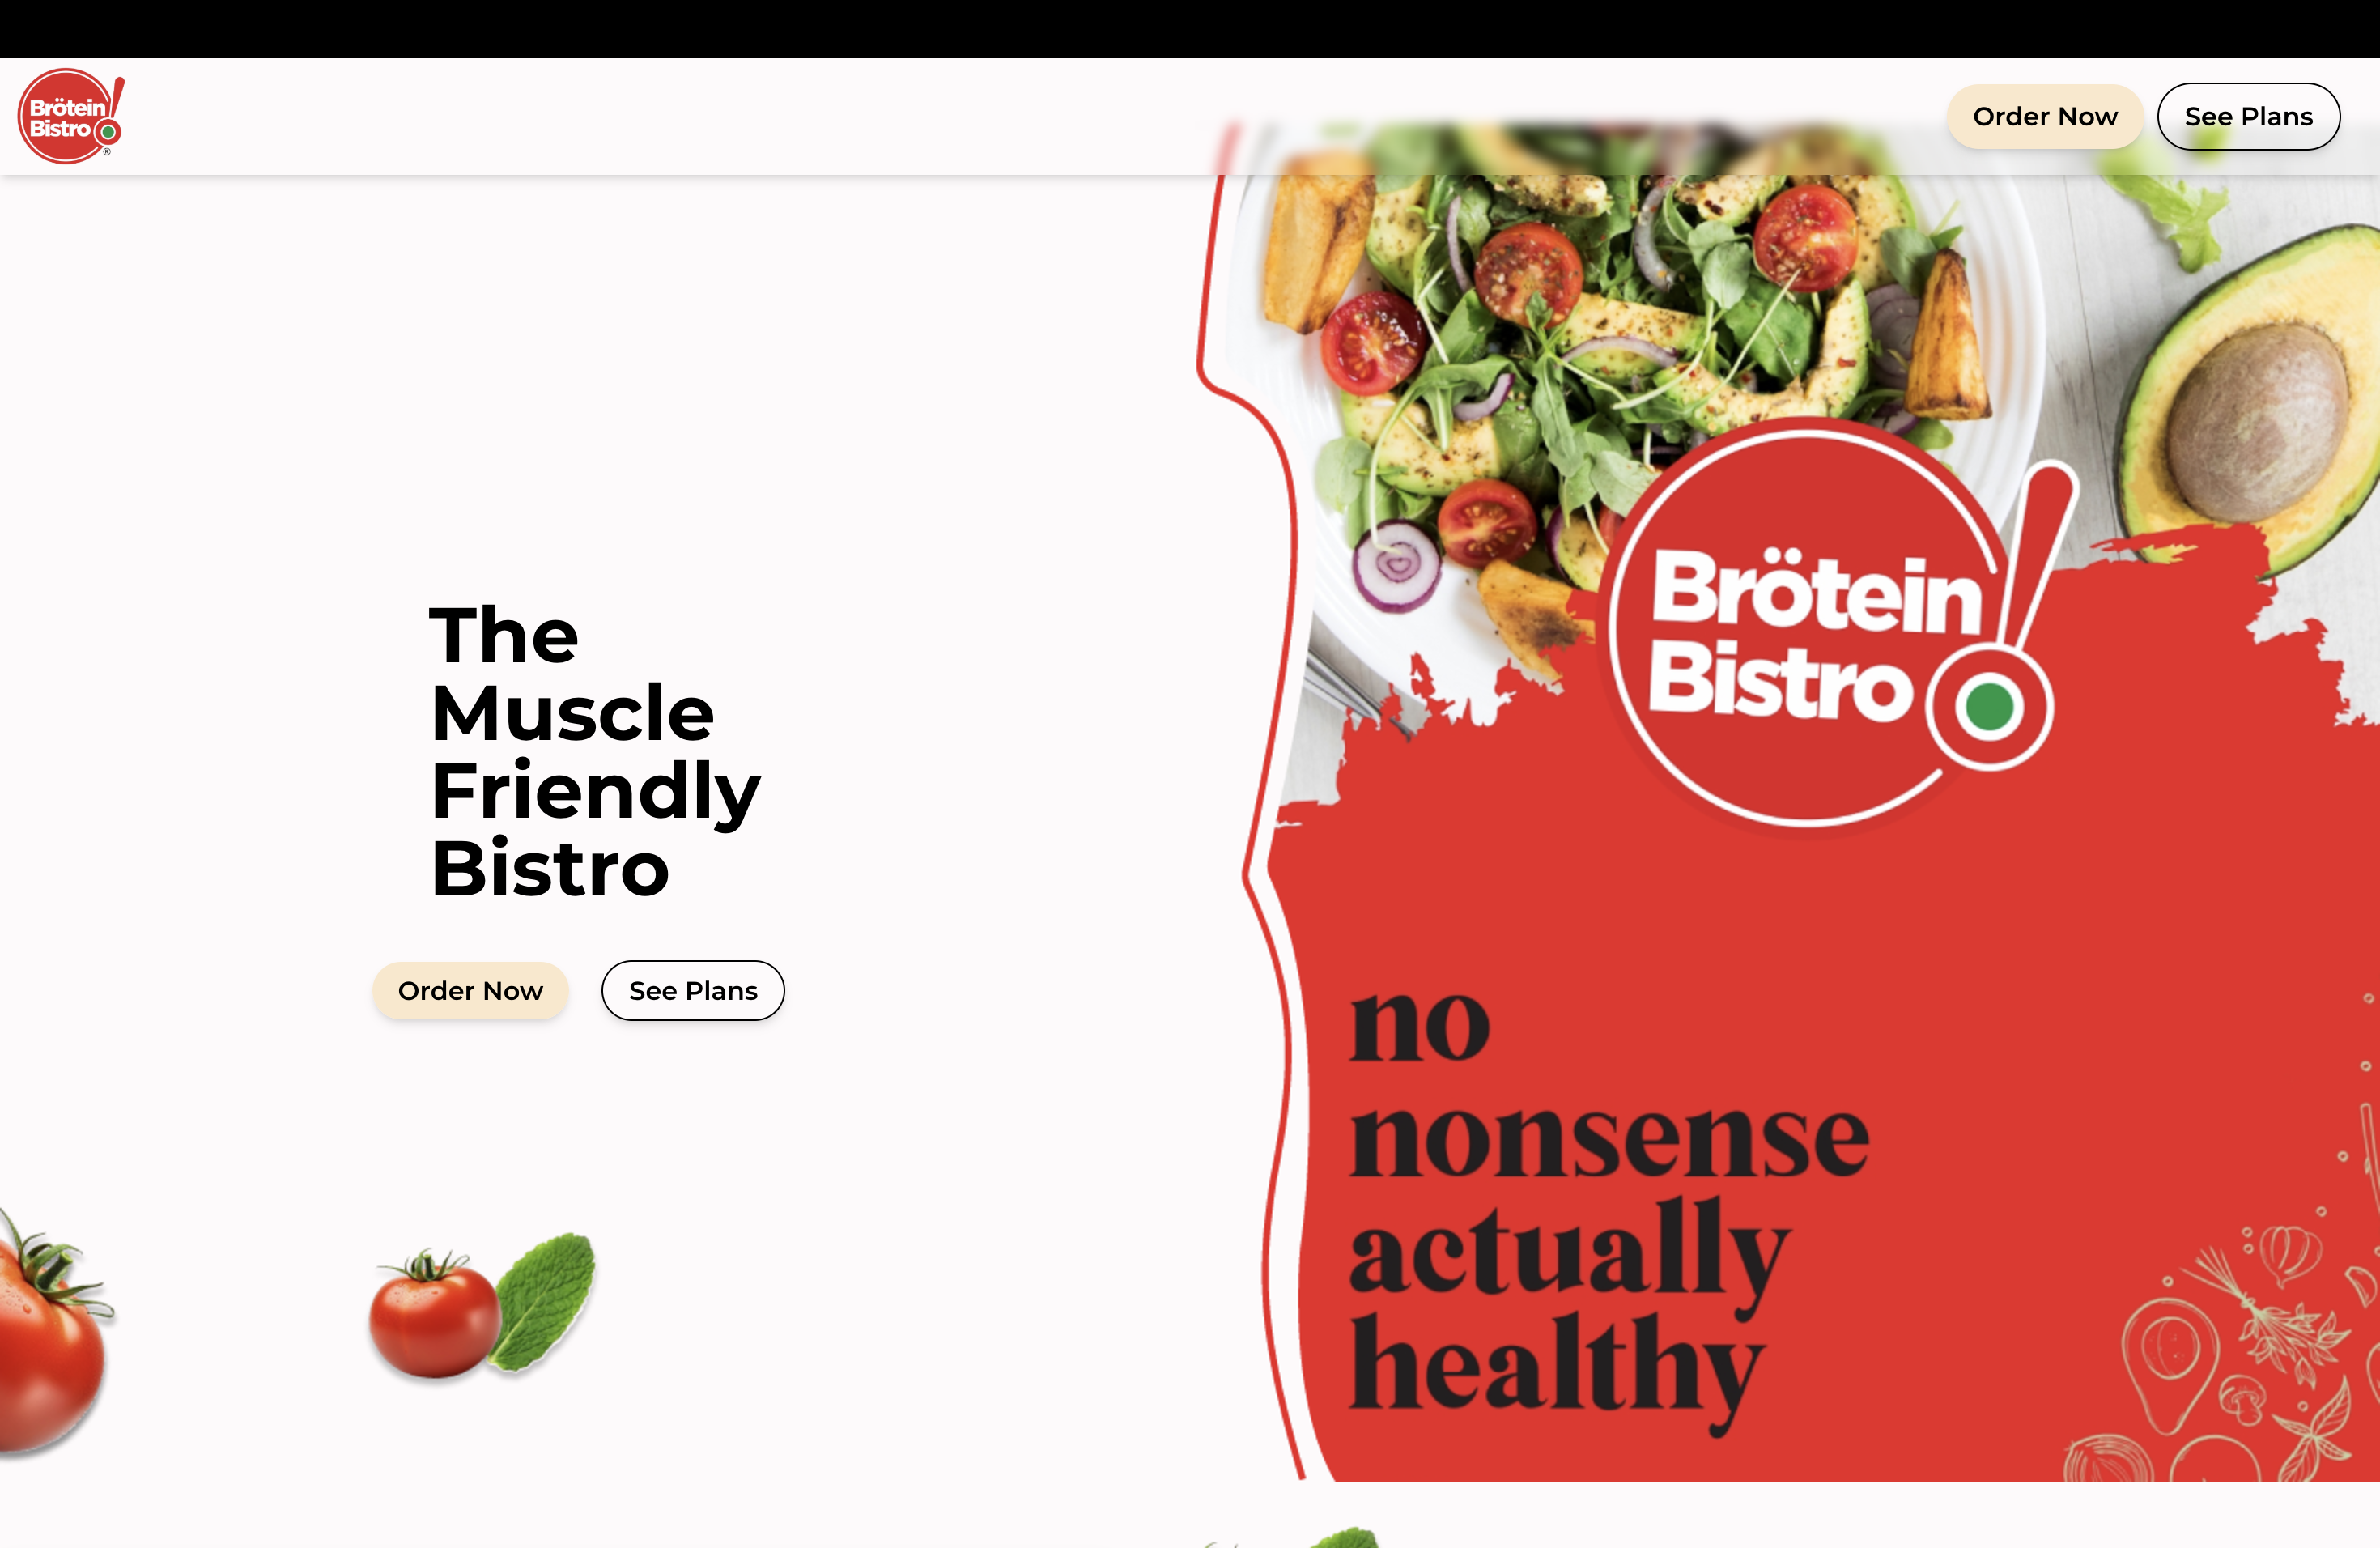 Brötein
Bistro
®
Order Now
See Plans
The
Muscle
Friendly
Bistro
Order Now
See Plans
Brötein
Bistro
no
nonsense
actually
healthy